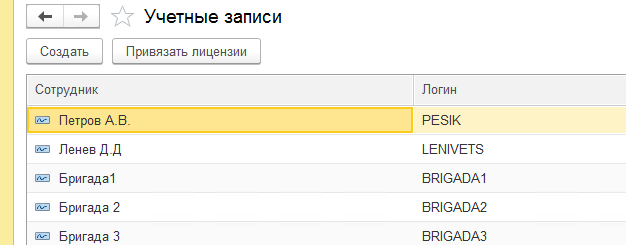 Учетные записи
Создать Привязать лицензии
Сотрудник Логин
Петров А.В. PESIK
Ленев Д.Д LENIVETS
Бригада1 BRIGADA1
Бригада 2 BRIGADA2
Бригада 3 BRIGADA3